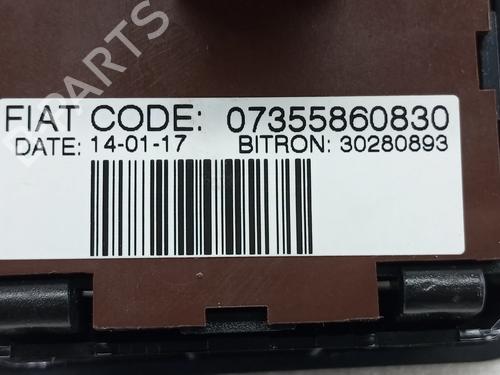 FIAT CODE: 07355860830
DATE: 14-01-17 BITRON: 30280893